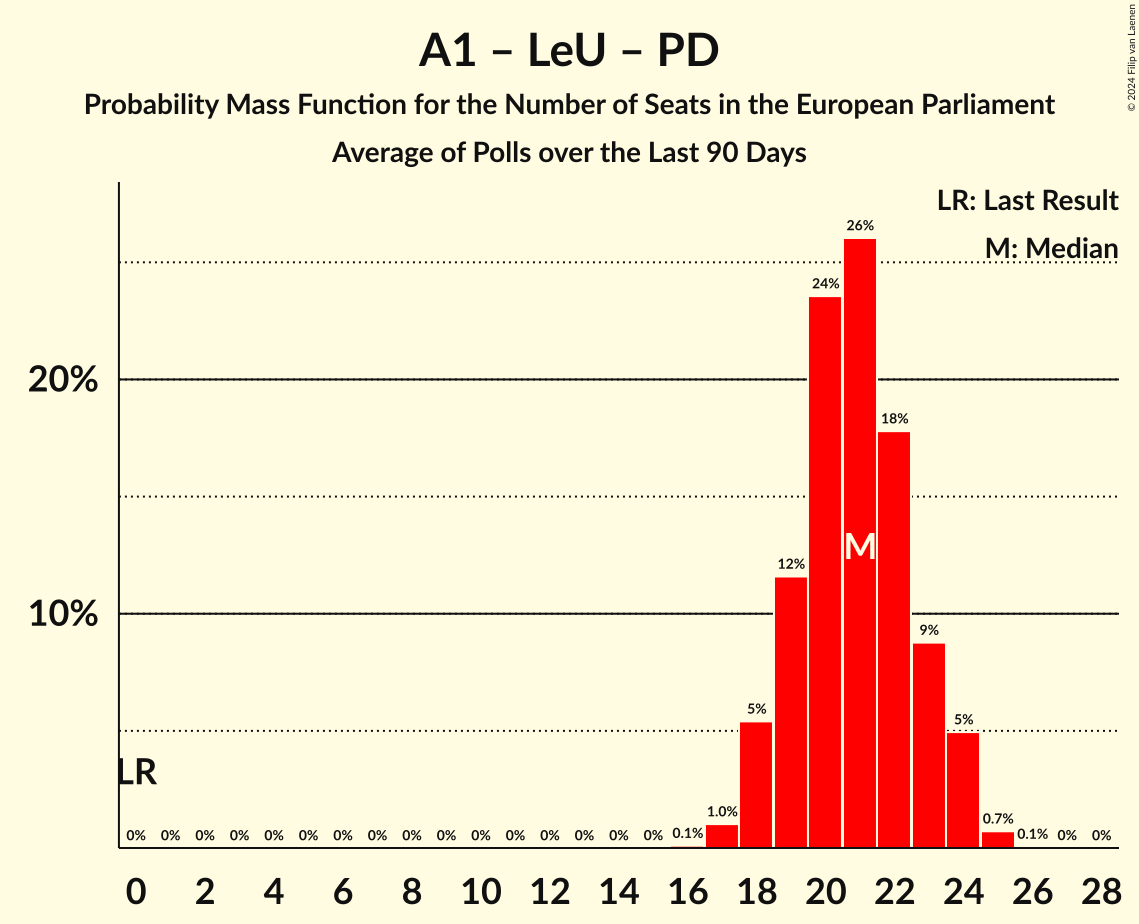 A1 – LeU – PD
Probability Mass Function for the Number of Seats in the European Parliament
Average of Polls over the Last 90 Days
© 2024 Filip van Laenen
LR: Last Result
M: Median
26%
24%
20%
18%
M
12%
10%
9%
5%
5%
LR
1.0%
0.7%
0% 0% 0% 0% 0% 0% 0% 0% 0% 0% 0% 0% 0% 0% 0% 0% 0.1% 0.1% 0% 0%
0 2 4 6 8 10 12 14 16 18 20 22 24 26 28